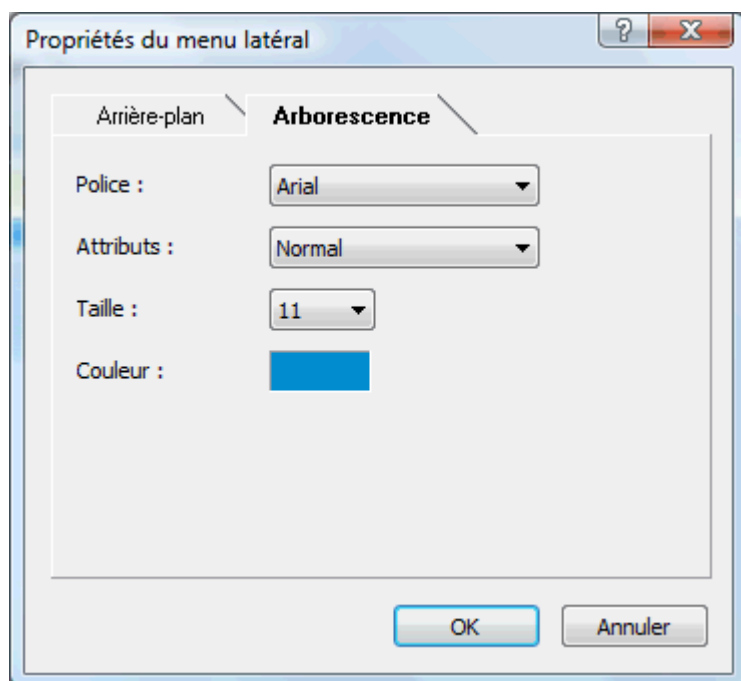 Propriétés du menu latéral
Arrière-plan Arborescence
Police : Arial
Attributs : Normal
Taille : 11
Couleur :
OK Annuler